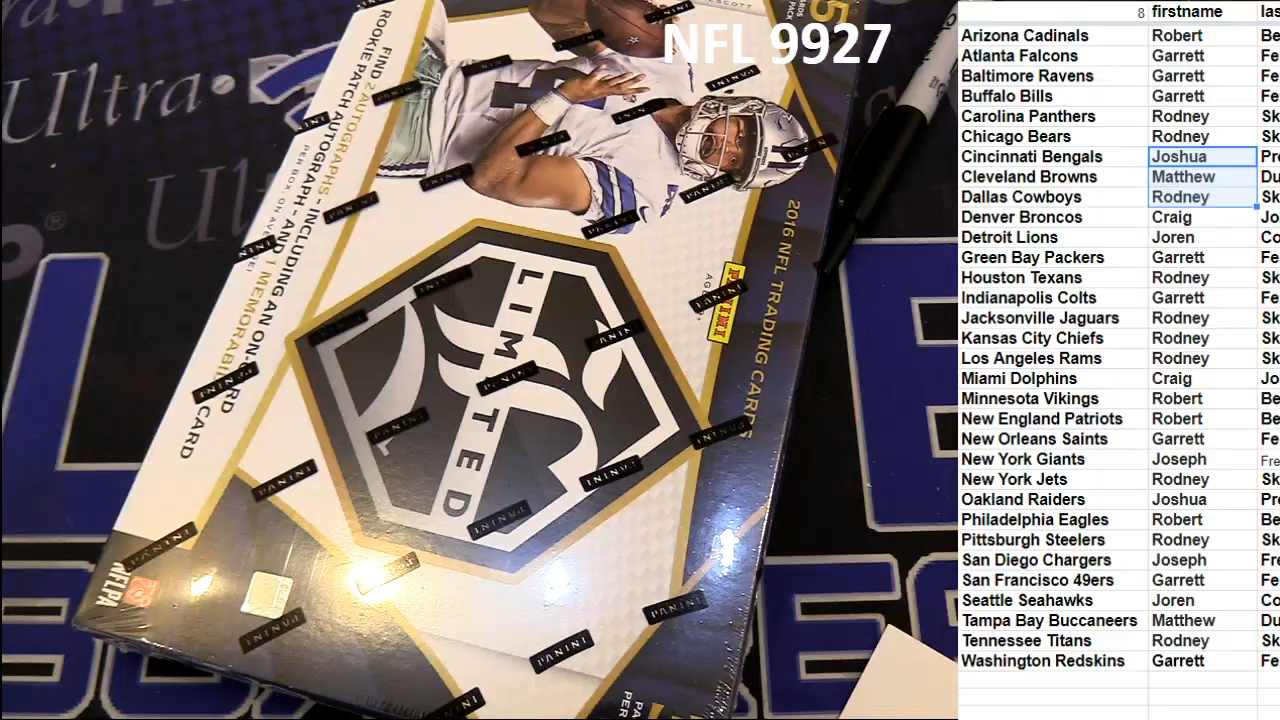 NFL 9927
Ultra
FIND 2 AUTOGRAPHS - INCLUDING AN ON-CARD
ROOKIE PATCH AUTOGRAPH - AND 1 MEMORABILIA CARD
PER BOX ON AVERAGE!
2016 NFL TRADING CARDS
PANINI
LIMITED
NFLPA
8 firstname las
Arizona Cadinals Robert Be
Atlanta Falcons Garrett Fe
Baltimore Ravens Garrett Fe
Buffalo Bills Garrett Fe
Carolina Panthers Rodney Sk
Chicago Bears Rodney Sk
Cincinnati Bengals Joshua Pr
Cleveland Browns Matthew Du
Dallas Cowboys Rodney Sk
Denver Broncos Craig Jo
Detroit Lions Joren Co
Green Bay Packers Garrett Fe
Houston Texans Rodney Sk
Indianapolis Colts Garrett Fe
Jacksonville Jaguars Rodney Sk
Kansas City Chiefs Rodney Sk
Los Angeles Rams Rodney Sk
Miami Dolphins Craig Jo
Minnesota Vikings Robert Be
New England Patriots Robert Be
New Orleans Saints Garrett Fe
New York Giants Joseph Fre
New York Jets Rodney Sk
Oakland Raiders Joshua Pr
Philadelphia Eagles Robert Be
Pittsburgh Steelers Rodney Sk
San Diego Chargers Joseph Fre
San Francisco 49ers Garrett Fe
Seattle Seahawks Joren Co
Tampa Bay Buccaneers Matthew Du
Tennessee Titans Rodney Sk
Washington Redskins Garrett Fe